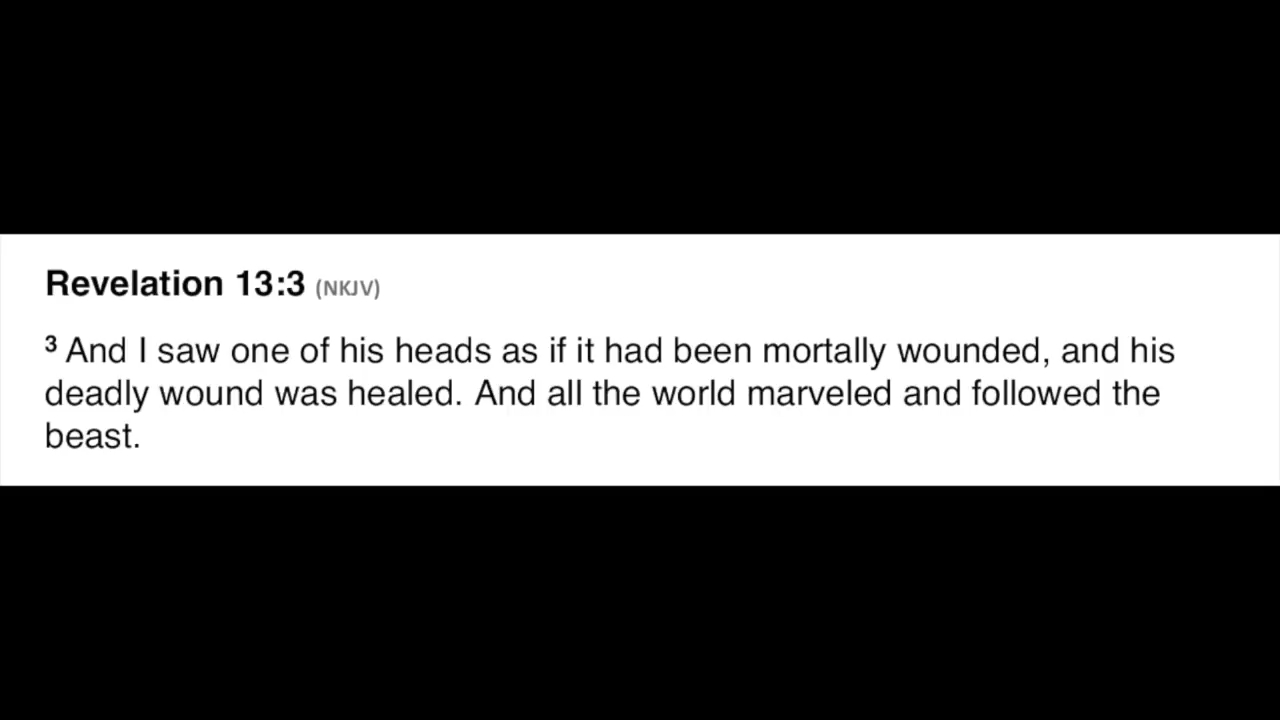 Revelation 13:3 (NKJV)
3 And I saw one of his heads as if it had been mortally wounded, and his
deadly wound was healed. And all the world marveled and followed the
beast.